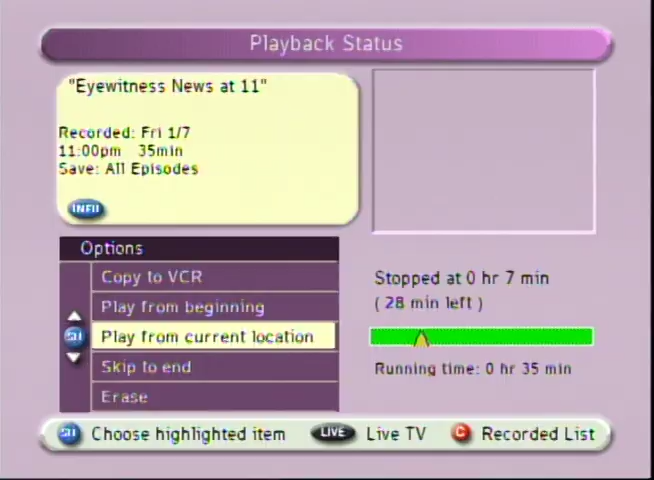 Playback Status
"Eyewitness News at 11"
Recorded: Fri 1/7
11:00pm 35min
Save: All Episodes
INFO
Options
Copy to VCR
Play from beginning
Play from current location
Skip to end
Erase
Stopped at 0 hr 7 min
( 28 min left )
Running time: 0 hr 35 min
Choose highlighted item
LIVE Live TV
C Recorded List